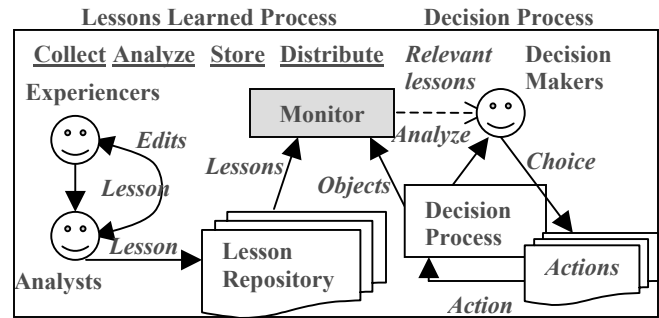 Lessons Learned Process
Decision Process
Collect Analyze Store Distribute
Relevant
lessons
Decision
Makers
Experiencers
Monitor
Analyze
Edits
Lessons
Choice
Lesson
Objects
Decision
Process
Lesson
Lesson
Repository
Actions
Analysts
Action